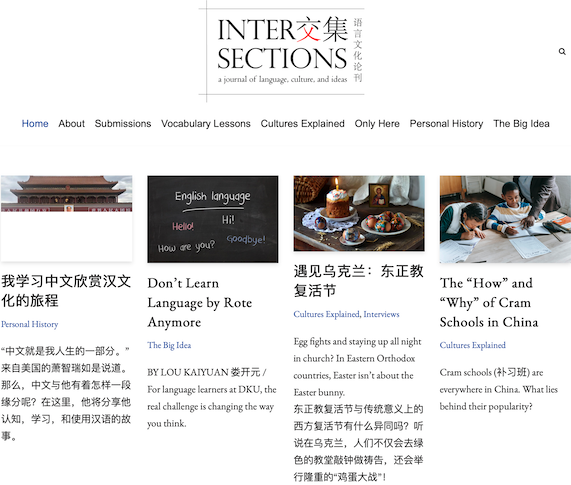 INTER交集
SECTIONS
语言文化论刊
a journal of language, culture, and ideas
Home About Submissions Vocabulary Lessons Cultures Explained Only Here Personal History The Big Idea
English language
Hello!
Hi!
How are you?
Goodbye!
我学习中文欣赏汉文
化的旅程
Personal History
“中文就是我人生的一部分。”
来自美国的萧智瑞如是说道。
那么，中文与他有着怎样一段
缘分呢？在这里，他将分享他
认知，学习，和使用汉语的故
事。
Don’t Learn
Language by Rote
Anymore
The Big Idea
BY LOU KAIYUAN 娄开元 /
For language learners at DKU, the
real challenge is changing the way
you think.
遇见乌克兰：东正教
复活节
Cultures Explained, Interviews
Egg fights and staying up all night
in church? In Eastern Orthodox
countries, Easter isn’t about the
Easter bunny.
东正教复活节与传统意义上的
西方复活节有什么异同吗？听
说在乌克兰，人们不仅会去绿
色的教堂敲钟做祷告，还会举
行隆重的“鸡蛋大战”！
The “How” and
“Why” of Cram
Schools in China
Cultures Explained
Cram schools (补习班) are
everywhere in China. What lies
behind their popularity?